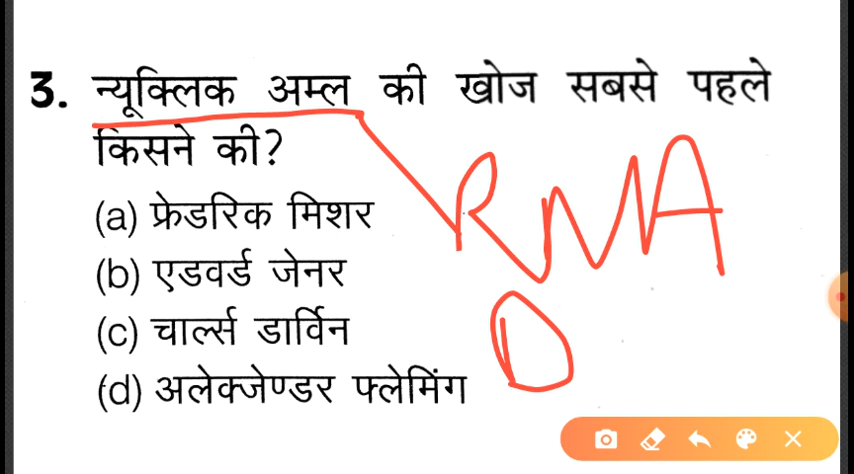 3. न्यूक्लिक अम्ल की खोज सबसे पहले
किसने की?
(a) फ्रेडरिक मिशर
(b) एडवर्ड जेनर
(c) चार्ल्स डार्विन
(d) अलेक्जेण्डर फ्लेमिंग
RNA
D